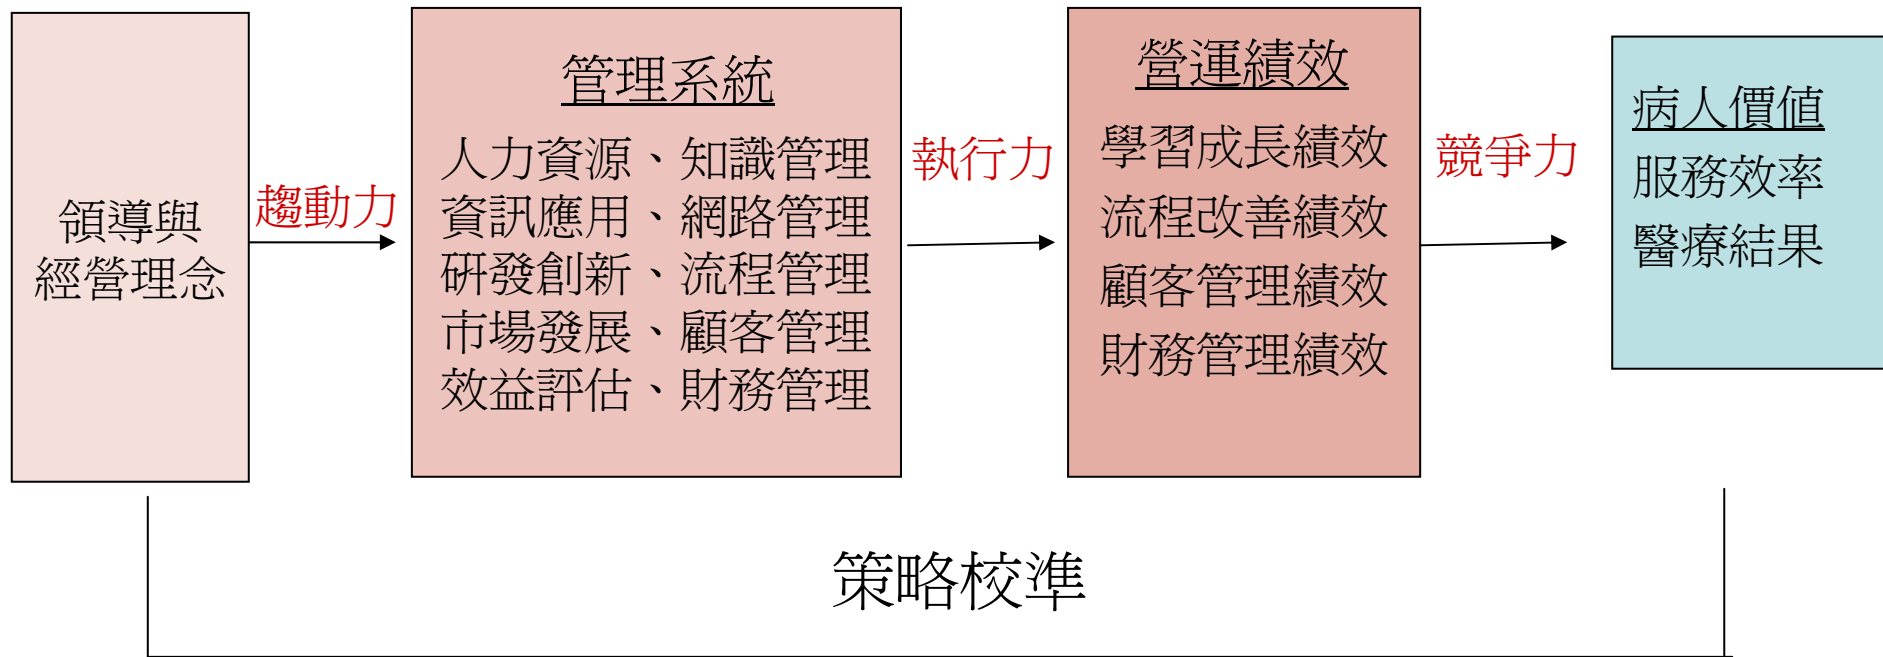 領導與
經營理念
趨動力
管理系統
人力資源、知識管理
資訊應用、網路管理
研發創新、流程管理
市場發展、顧客管理
效益評估、財務管理
執行力
營運績效
學習成長績效
流程改善績效
顧客管理績效
財務管理績效
競爭力
病人價值
服務效率
醫療結果
策略校準